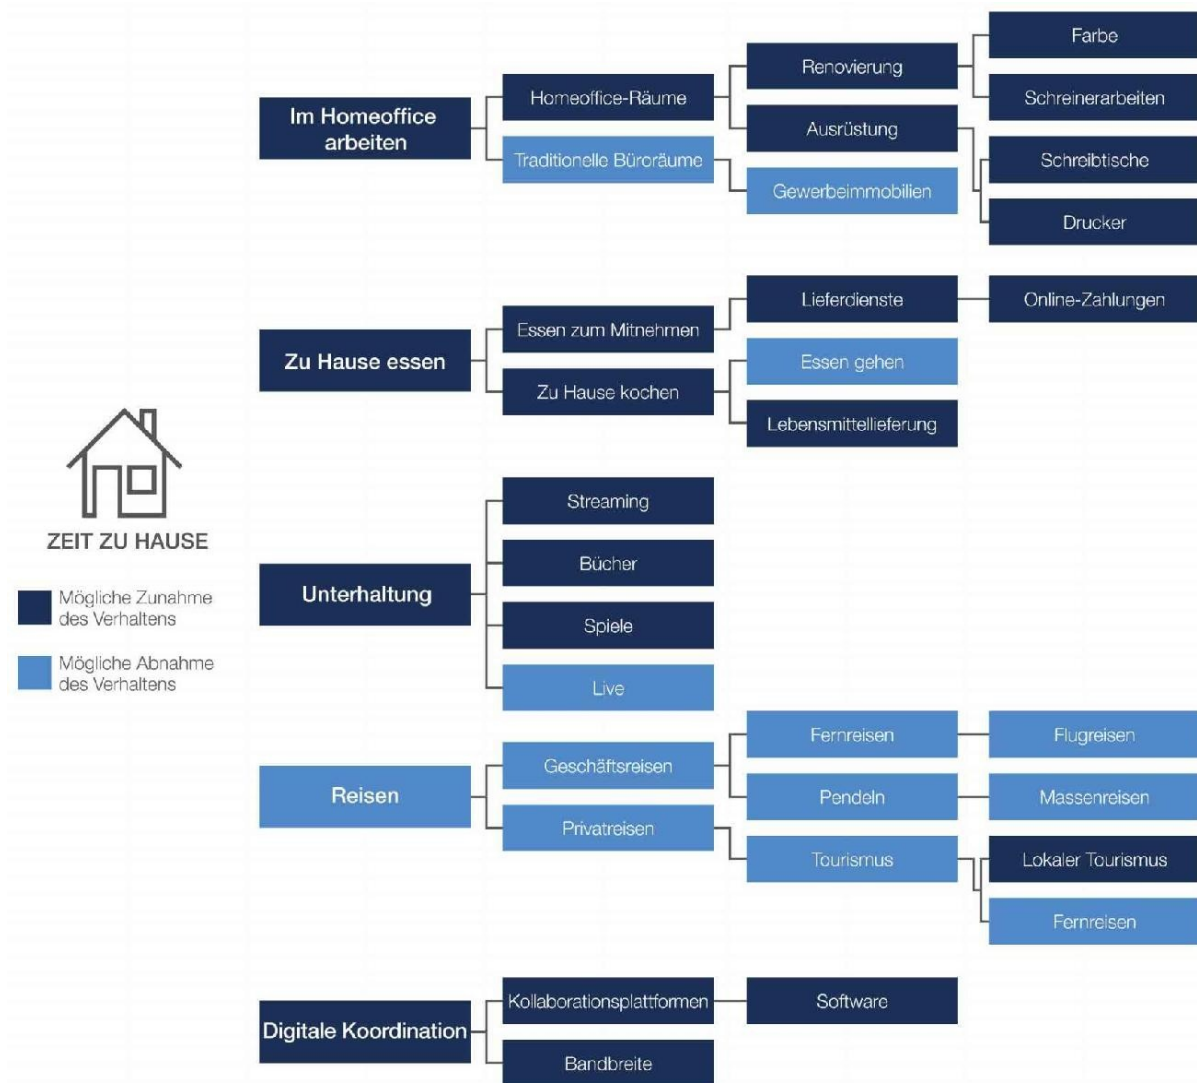 Im Homeoffice
arbeiten
Homeoffice-Räume
Traditionelle Büroräume
Renovierung
Ausrüstung
Gewerbeimmobilien
Farbe
Schreinerarbeiten
Schreibtische
Drucker
Zu Hause essen
Essen zum Mitnehmen
Zu Hause kochen
Lieferdienste
Essen gehen
Lebensmittellieferung
Online-Zahlungen
ZEIT ZU HAUSE
Mögliche Zunahme
des Verhaltens
Mögliche Abnahme
des Verhaltens
Unterhaltung
Streaming
Bücher
Spiele
Live
Reisen
Geschäftsreisen
Privatreisen
Fernreisen
Pendeln
Tourismus
Flugreisen
Massenreisen
Lokaler Tourismus
Fernreisen
Digitale Koordination
Kollaborationsplattformen
Bandbreite
Software